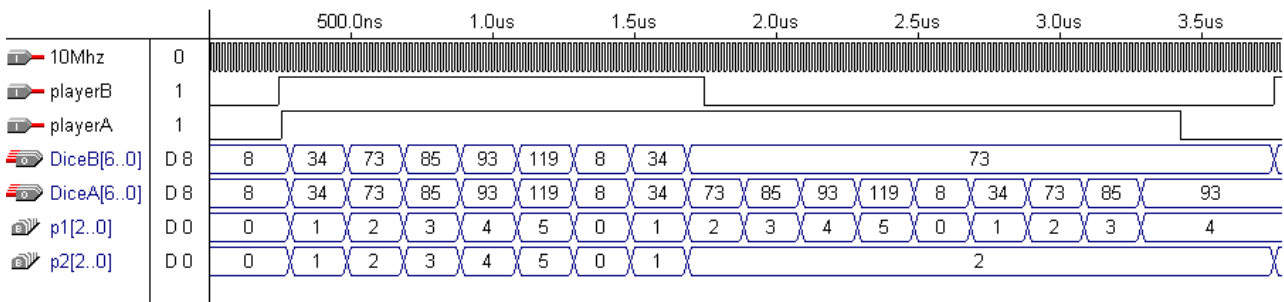 500.0ns 1.0us 1.5us 2.0us 2.5us 3.0us 3.5us
10Mhz 0
playerB 1
playerA 1
DiceB[6..0] D 8 8 34 73 85 93 119 8 34 73
DiceA[6..0] D 8 8 34 73 85 93 119 8 34 73 85 93 119 8 34 73 85 93
p1[2..0] D 0 0 1 2 3 4 5 0 1 2 3 4 5 0 1 2 3 4
p2[2..0] D 0 0 1 2 3 4 5 0 1 2